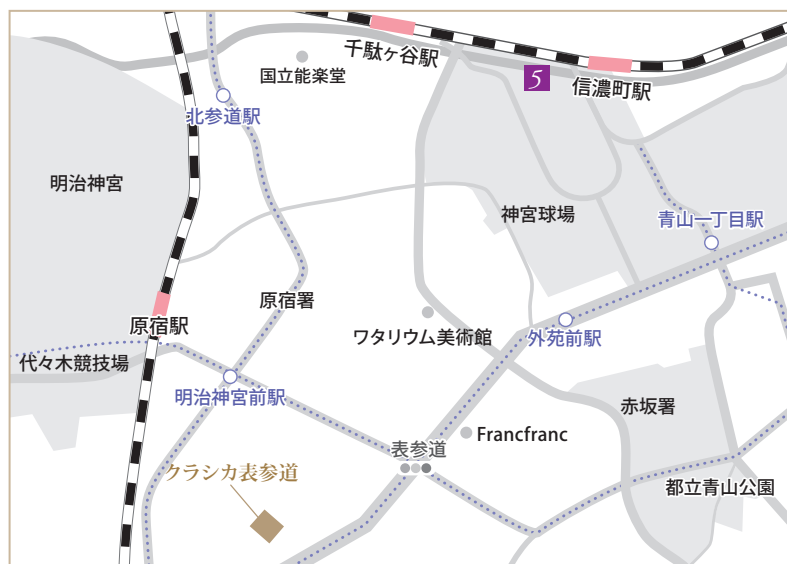 千駄ヶ谷駅
国立能楽堂
5
信濃町駅
北参道駅
明治神宮
神宮球場
青山一丁目駅
原宿署
原宿駅
ワタリウム美術館
外苑前駅
代々木競技場
明治神宮前駅
赤坂署
表参道
Francfranc
クラシカ表参道
都立青山公園